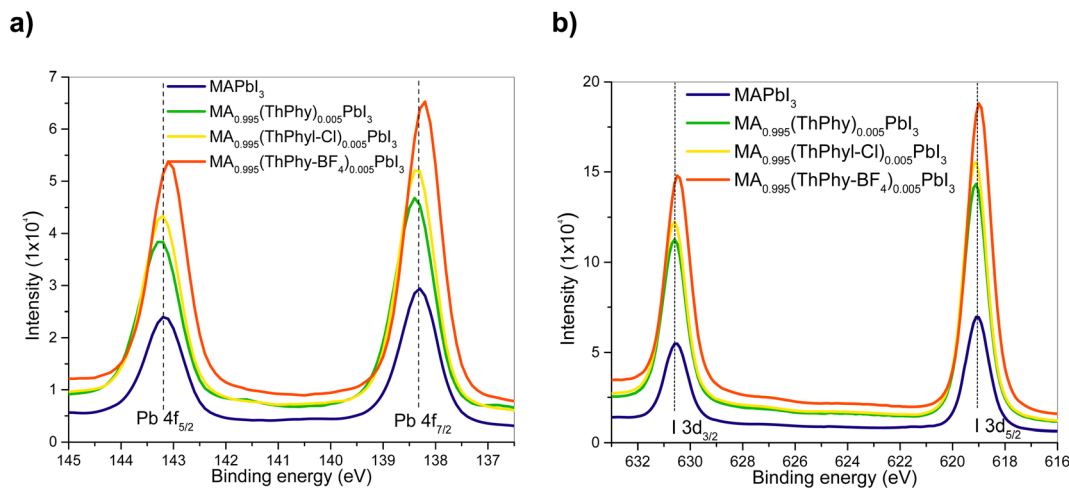 a)
7
6
5
4
3
2
1
0
Intensity (1x10⁴)
MAPbI₃
MA₀.₉₉₅(ThPhy)₀.₀₀₅PbI₃
MA₀.₉₉₅(ThPhyl-Cl)₀.₀₀₅PbI₃
MA₀.₉₉₅(ThPhy-BF₄)₀.₀₀₅PbI₃
Pb 4f₅/₂
Pb 4f₇/₂
145 144 143 142 141 140 139 138 137
Binding energy (eV)
b)
20
15
10
5
0
Intensity (1x10⁴)
MAPbI₃
MA₀.₉₉₅(ThPhy)₀.₀₀₅PbI₃
MA₀.₉₉₅(ThPhyl-Cl)₀.₀₀₅PbI₃
MA₀.₉₉₅(ThPhy-BF₄)₀.₀₀₅PbI₃
I 3d₃/₂
I 3d₅/₂
632 630 628 626 624 622 620 618 616
Binding energy (eV)